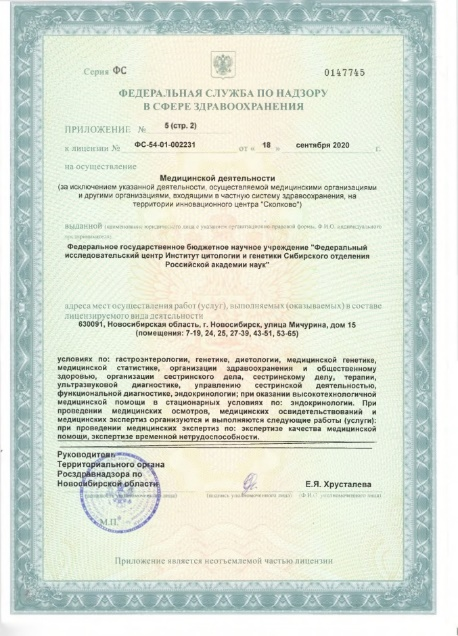 Серия ФС
0147745
ФЕДЕРАЛЬНАЯ СЛУЖБА ПО НАДЗОРУ
В СФЕРЕ ЗДРАВООХРАНЕНИЯ
ПРИЛОЖЕНИЕ № 5 (стр. 2)
к лицензии № ФС-54-01-002231 от « 18 » сентября 2020 г.
на осуществление
Медицинской деятельности
(за исключением указанной деятельности, осуществляемой медицинскими организациями
и другими организациями, входящими в частную систему здравоохранения, на
территории инновационного центра "Сколково")
выданной (наименование юридического лица с указанием организационно-правовой формы, Ф.И.О. индивидуального
предпринимателя)
Федеральное государственное бюджетное научное учреждение "Федеральный
исследовательский центр Институт цитологии и генетики Сибирского отделения
Российской академии наук"
адреса мест осуществления работ (услуг), выполняемых (оказываемых) в составе
лицензируемого вида деятельности
630091, Новосибирская область, г. Новосибирск, улица Мичурина, дом 15
(помещения: 7-19, 24, 25, 27-39, 43-51, 53-65)
условиях по: гастроэнтерологии, генетике, диетологии, медицинской генетике,
медицинской статистике, организации здравоохранения и общественному
здоровью, организации сестринского дела, сестринскому делу, терапии,
ультразвуковой диагностике, управлению сестринской деятельностью,
функциональной диагностике, эндокринологии; при оказании высокотехнологичной
медицинской помощи в стационарных условиях по: эндокринологии. При
проведении медицинских осмотров, медицинских освидетельствований и
медицинских экспертиз организуются и выполняются следующие работы (услуги):
при проведении медицинских экспертиз по: экспертизе качества медицинской
помощи, экспертизе временной нетрудоспособности.
Руководитель
Территориального органа
Росздравнадзора по
Новосибирской области
Е.Я. Хрусталева
(должность уполномоченного лица) (подпись уполномоченного лица) (Ф.И.О. уполномоченного лица)
М.П.
Приложение является неотъемлемой частью лицензии